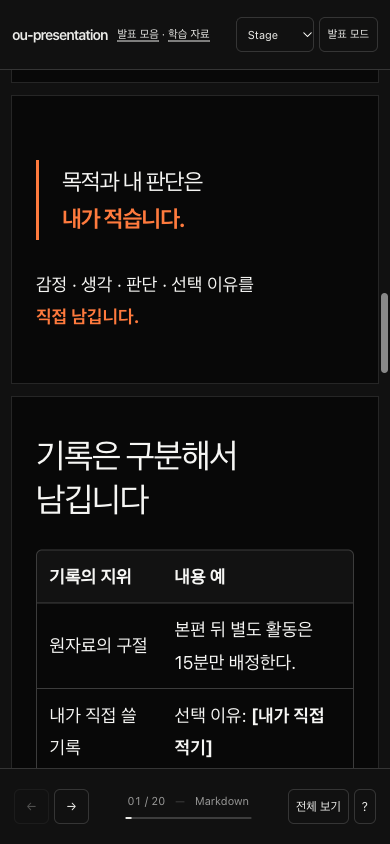 ou-presentation 발표 모음 · 학습 자료 Stage 발표 모드
목적과 내 판단은
내가 적습니다.
감정 · 생각 · 판단 · 선택 이유를
직접 남깁니다.
기록은 구분해서
남깁니다
기록의 지위 내용 예
원자료의 구절 본편 뒤 별도 활동은
15분만 배정한다.
내가 직접 쓸 선택 이유: [내가 직접
기록 적기]
← → 01 / 20 — Markdown 전체 보기 ?